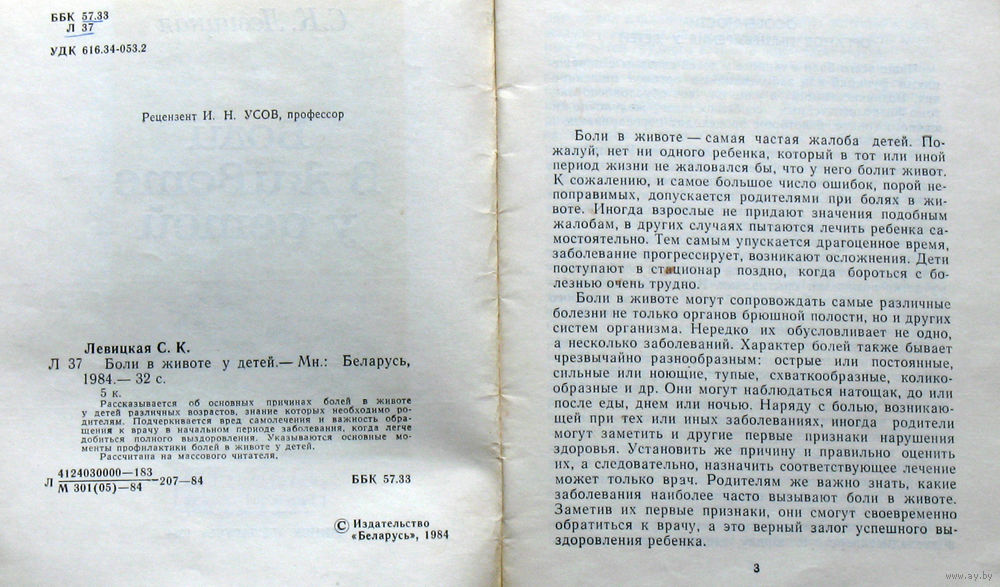 ББК 57.33
Л 37
УДК 616.34-053.2
Рецензент И. Н. УСОВ, профессор
Левицкая С. К.
Л 37 Боли в животе у детей.— Мн.: Беларусь,
1984.— 32 с.
5 к.
Рассказывается об основных причинах болей в животе
у детей различных возрастов, знание которых необходимо ро-
дителям. Подчеркивается вред самолечения и важность обра-
щения к врачу в начальном периоде заболевания, когда легче
добиться полного выздоровления. Указываются основные мо-
менты профилактики болей в животе у детей.
Рассчитана на массового читателя.
4124030000—183
Л 207—84
М 301(05)—84
ББК 57.33
© Издательство
«Беларусь», 1984
Боли в животе — самая частая жалоба детей. По-
жалуй, нет ни одного ребенка, который в тот или иной
период жизни не жаловался бы, что у него болит живот.
К сожалению, и самое большое число ошибок, порой не-
поправимых, допускается родителями при болях в жи-
воте. Иногда взрослые не придают значения подобным
жалобам, в других случаях пытаются лечить ребенка са-
мостоятельно. Тем самым упускается драгоценное время,
заболевание прогрессирует, возникают осложнения. Дети
поступают в стационар поздно, когда бороться с бо-
лезнью очень трудно.
Боли в животе могут сопровождать самые различные
болезни не только органов брюшной полости, но и других
систем организма. Нередко их обусловливает не одно,
а несколько заболеваний. Характер болей также бывает
чрезвычайно разнообразным: острые или постоянные,
сильные или ноющие, тупые, схваткообразные, колико-
образные и др. Они могут наблюдаться натощак, до или
после еды, днем или ночью. Наряду с болью, возникаю-
щей при тех или иных заболеваниях, иногда родители
могут заметить и другие первые признаки нарушения
здоровья. Установить же причину и правильно оценить
их, а следовательно, назначить соответствующее лечение
может только врач. Родителям же важно знать, какие
заболевания наиболее часто вызывают боли в животе.
Заметив их первые признаки, они смогут своевременно
обратиться к врачу, а это верный залог успешного вы-
здоровления ребенка.
3
www.ay.by